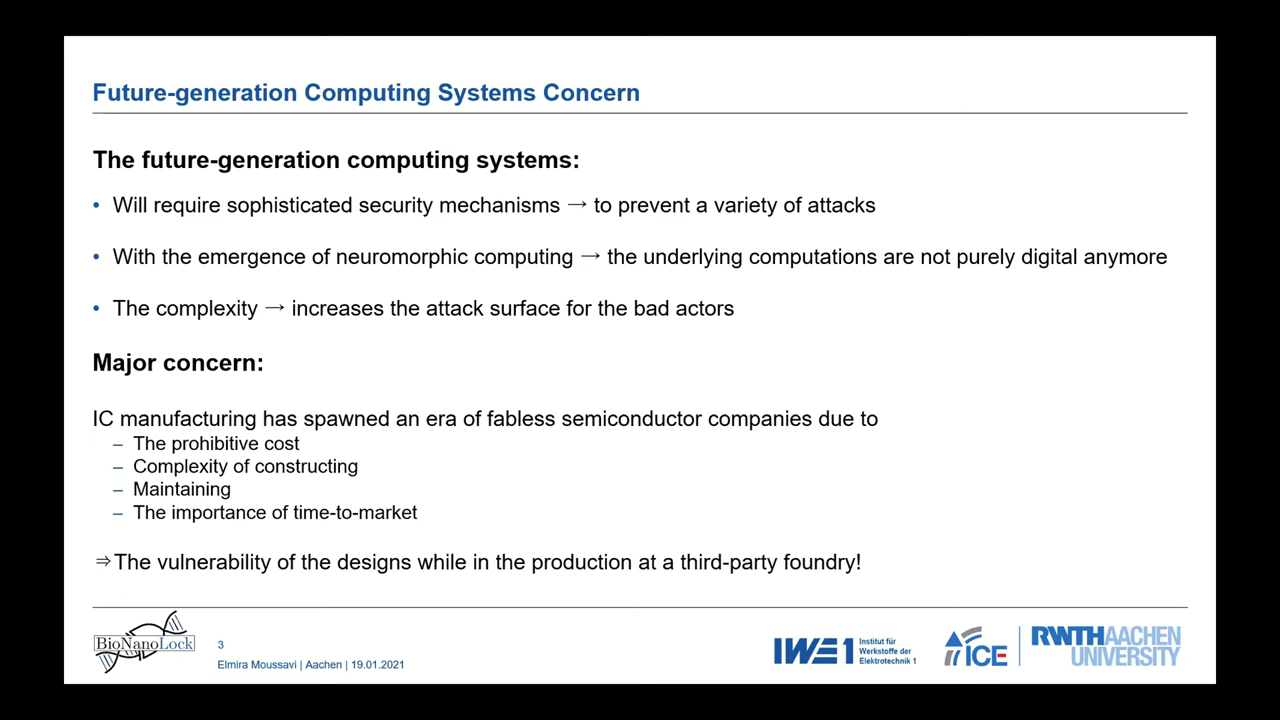 Future-generation Computing Systems Concern
The future-generation computing systems:
• Will require sophisticated security mechanisms → to prevent a variety of attacks
• With the emergence of neuromorphic computing → the underlying computations are not purely digital anymore
• The complexity → increases the attack surface for the bad actors
Major concern:
IC manufacturing has spawned an era of fabless semiconductor companies due to
– The prohibitive cost
– Complexity of constructing
– Maintaining
– The importance of time-to-market
⇒The vulnerability of the designs while in the production at a third-party foundry!
BioNanoLock
3
Elmira Moussavi | Aachen | 19.01.2021
IWE1
Institut für
Werkstoffe der
Elektrotechnik 1
ICE
RWTHAACHEN
UNIVERSITY